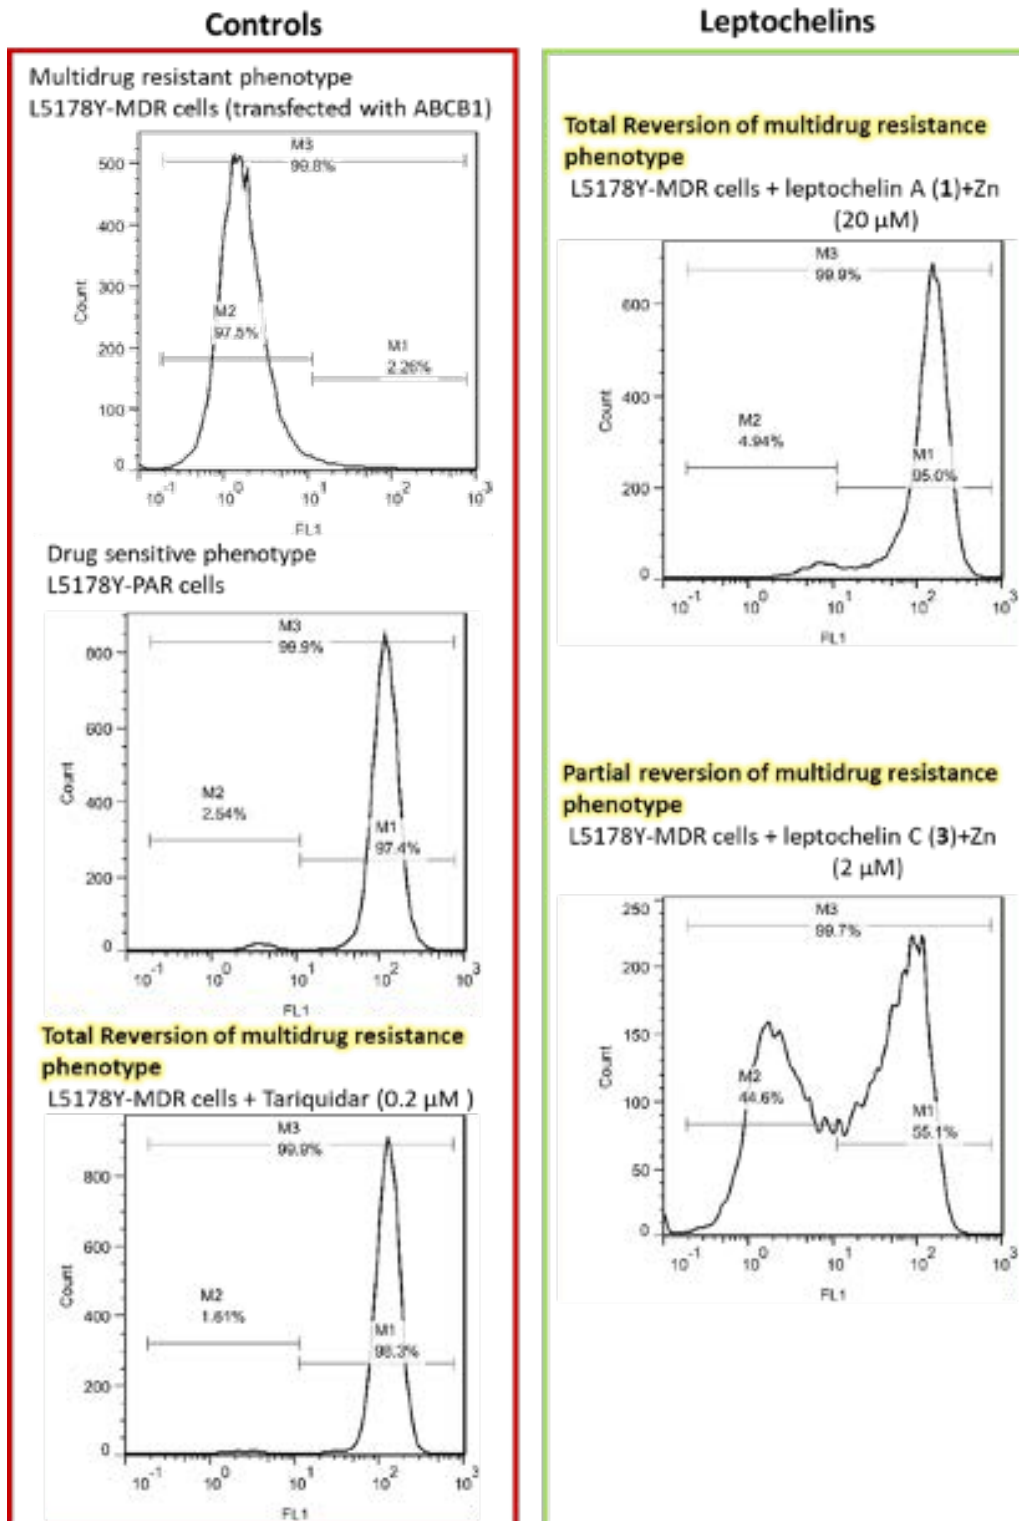 Controls
Multidrug resistant phenotype
L5178Y-MDR cells (transfected with ABCB1)
M3
99.8%
500
400
300
200
100
0
Count
M2
97.5%
M1
2.26%
10-1
100
101
102
103
FL1
Drug sensitive phenotype
L5178Y-PAR cells
M3
99.9%
800
600
400
200
0
Count
M2
2.54%
M1
97.4%
10-1
100
101
102
103
FL1
Total Reversion of multidrug resistance
phenotype
L5178Y-MDR cells + Tariquidar (0.2 µM )
M3
99.9%
800
600
400
200
0
Count
M2
1.61%
M1
98.3%
10-1
100
101
102
103
FL1
Leptochelins
Total Reversion of multidrug resistance
phenotype
L5178Y-MDR cells + leptochelin A (1)+Zn
(20 µM)
M3
99.9%
600
400
200
0
Count
M2
4.94%
M1
95.0%
10-1
100
101
102
103
FL1
Partial reversion of multidrug resistance
phenotype
L5178Y-MDR cells + leptochelin C (3)+Zn
(2 µM)
250
M3
99.7%
200
150
100
50
0
Count
M2
44.6%
M1
55.1%
10-1
100
101
102
103
FL1